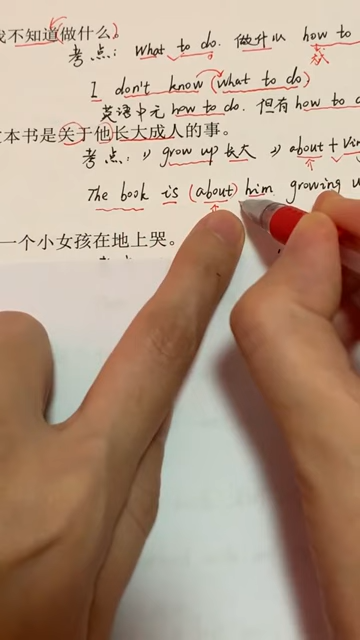 我不知道做什么。
考点: what to do. 做什么 how to
I don't know (what to do)
英语中无 how to do. 但有 how to
本书是关于他长大成人的事。
考点: 1) grow up 长大 2) about + Ving
The book is (about) him growing u
一个小女孩在地上哭。